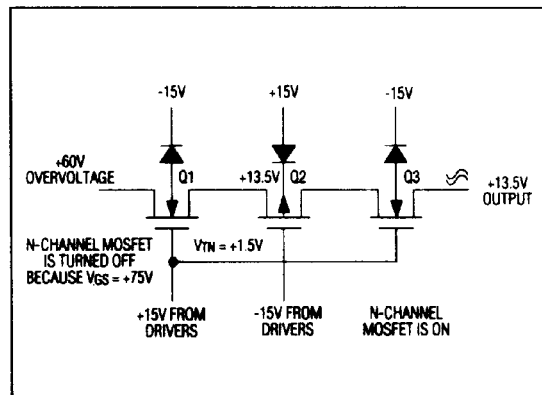 -15V
+15V
-15V
+60V
OVERVOLTAGE
Q1
+13.5V
Q2
Q3
+13.5V
OUTPUT
N-CHANNEL MOSFET
IS TURNED OFF
BECAUSE VGS = +75V
VTN = +1.5V
+15V FROM
DRIVERS
-15V FROM
DRIVERS
N-CHANNEL
MOSFET IS ON